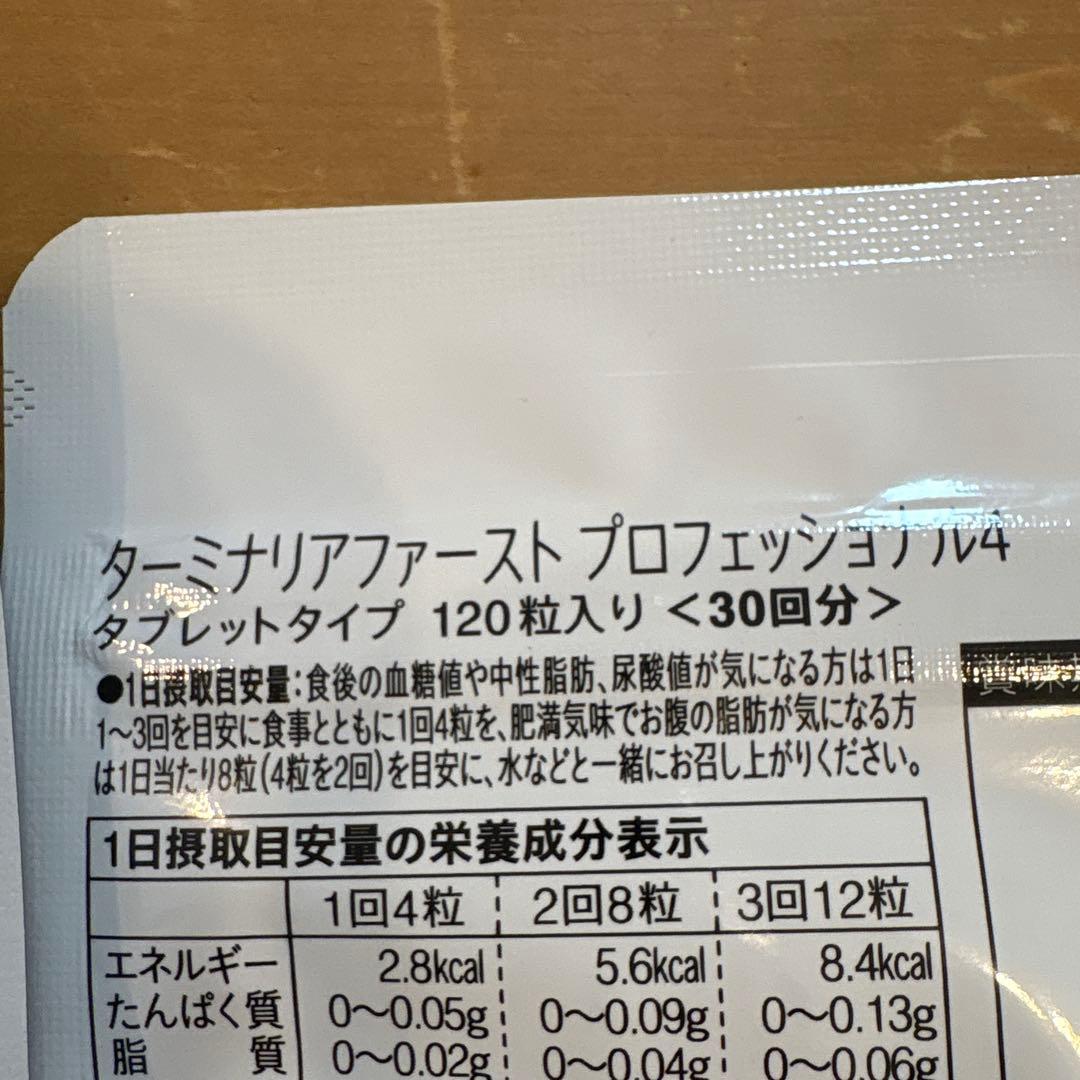 ターミナリアファースト プロフェッショナル4
タブレットタイプ 120粒入り <30回分>
●1日摂取目安量:食後の血糖値や中性脂肪、尿酸値が気になる方は1日
1〜3回を目安に食事とともに1回4粒を、肥満気味でお腹の脂肪が気になる方
は1日当たり8粒(4粒を2回)を目安に、水などと一緒にお召し上がりください。
賞味期
1日摂取目安量の栄養成分表示
1回4粒 2回8粒 3回12粒
エネルギー 2.8kcal 5.6kcal 8.4kcal
たんぱく質 0〜0.05g 0〜0.09g 0〜0.13g
脂質 0〜0.02g 0〜0.04g 0〜0.06g